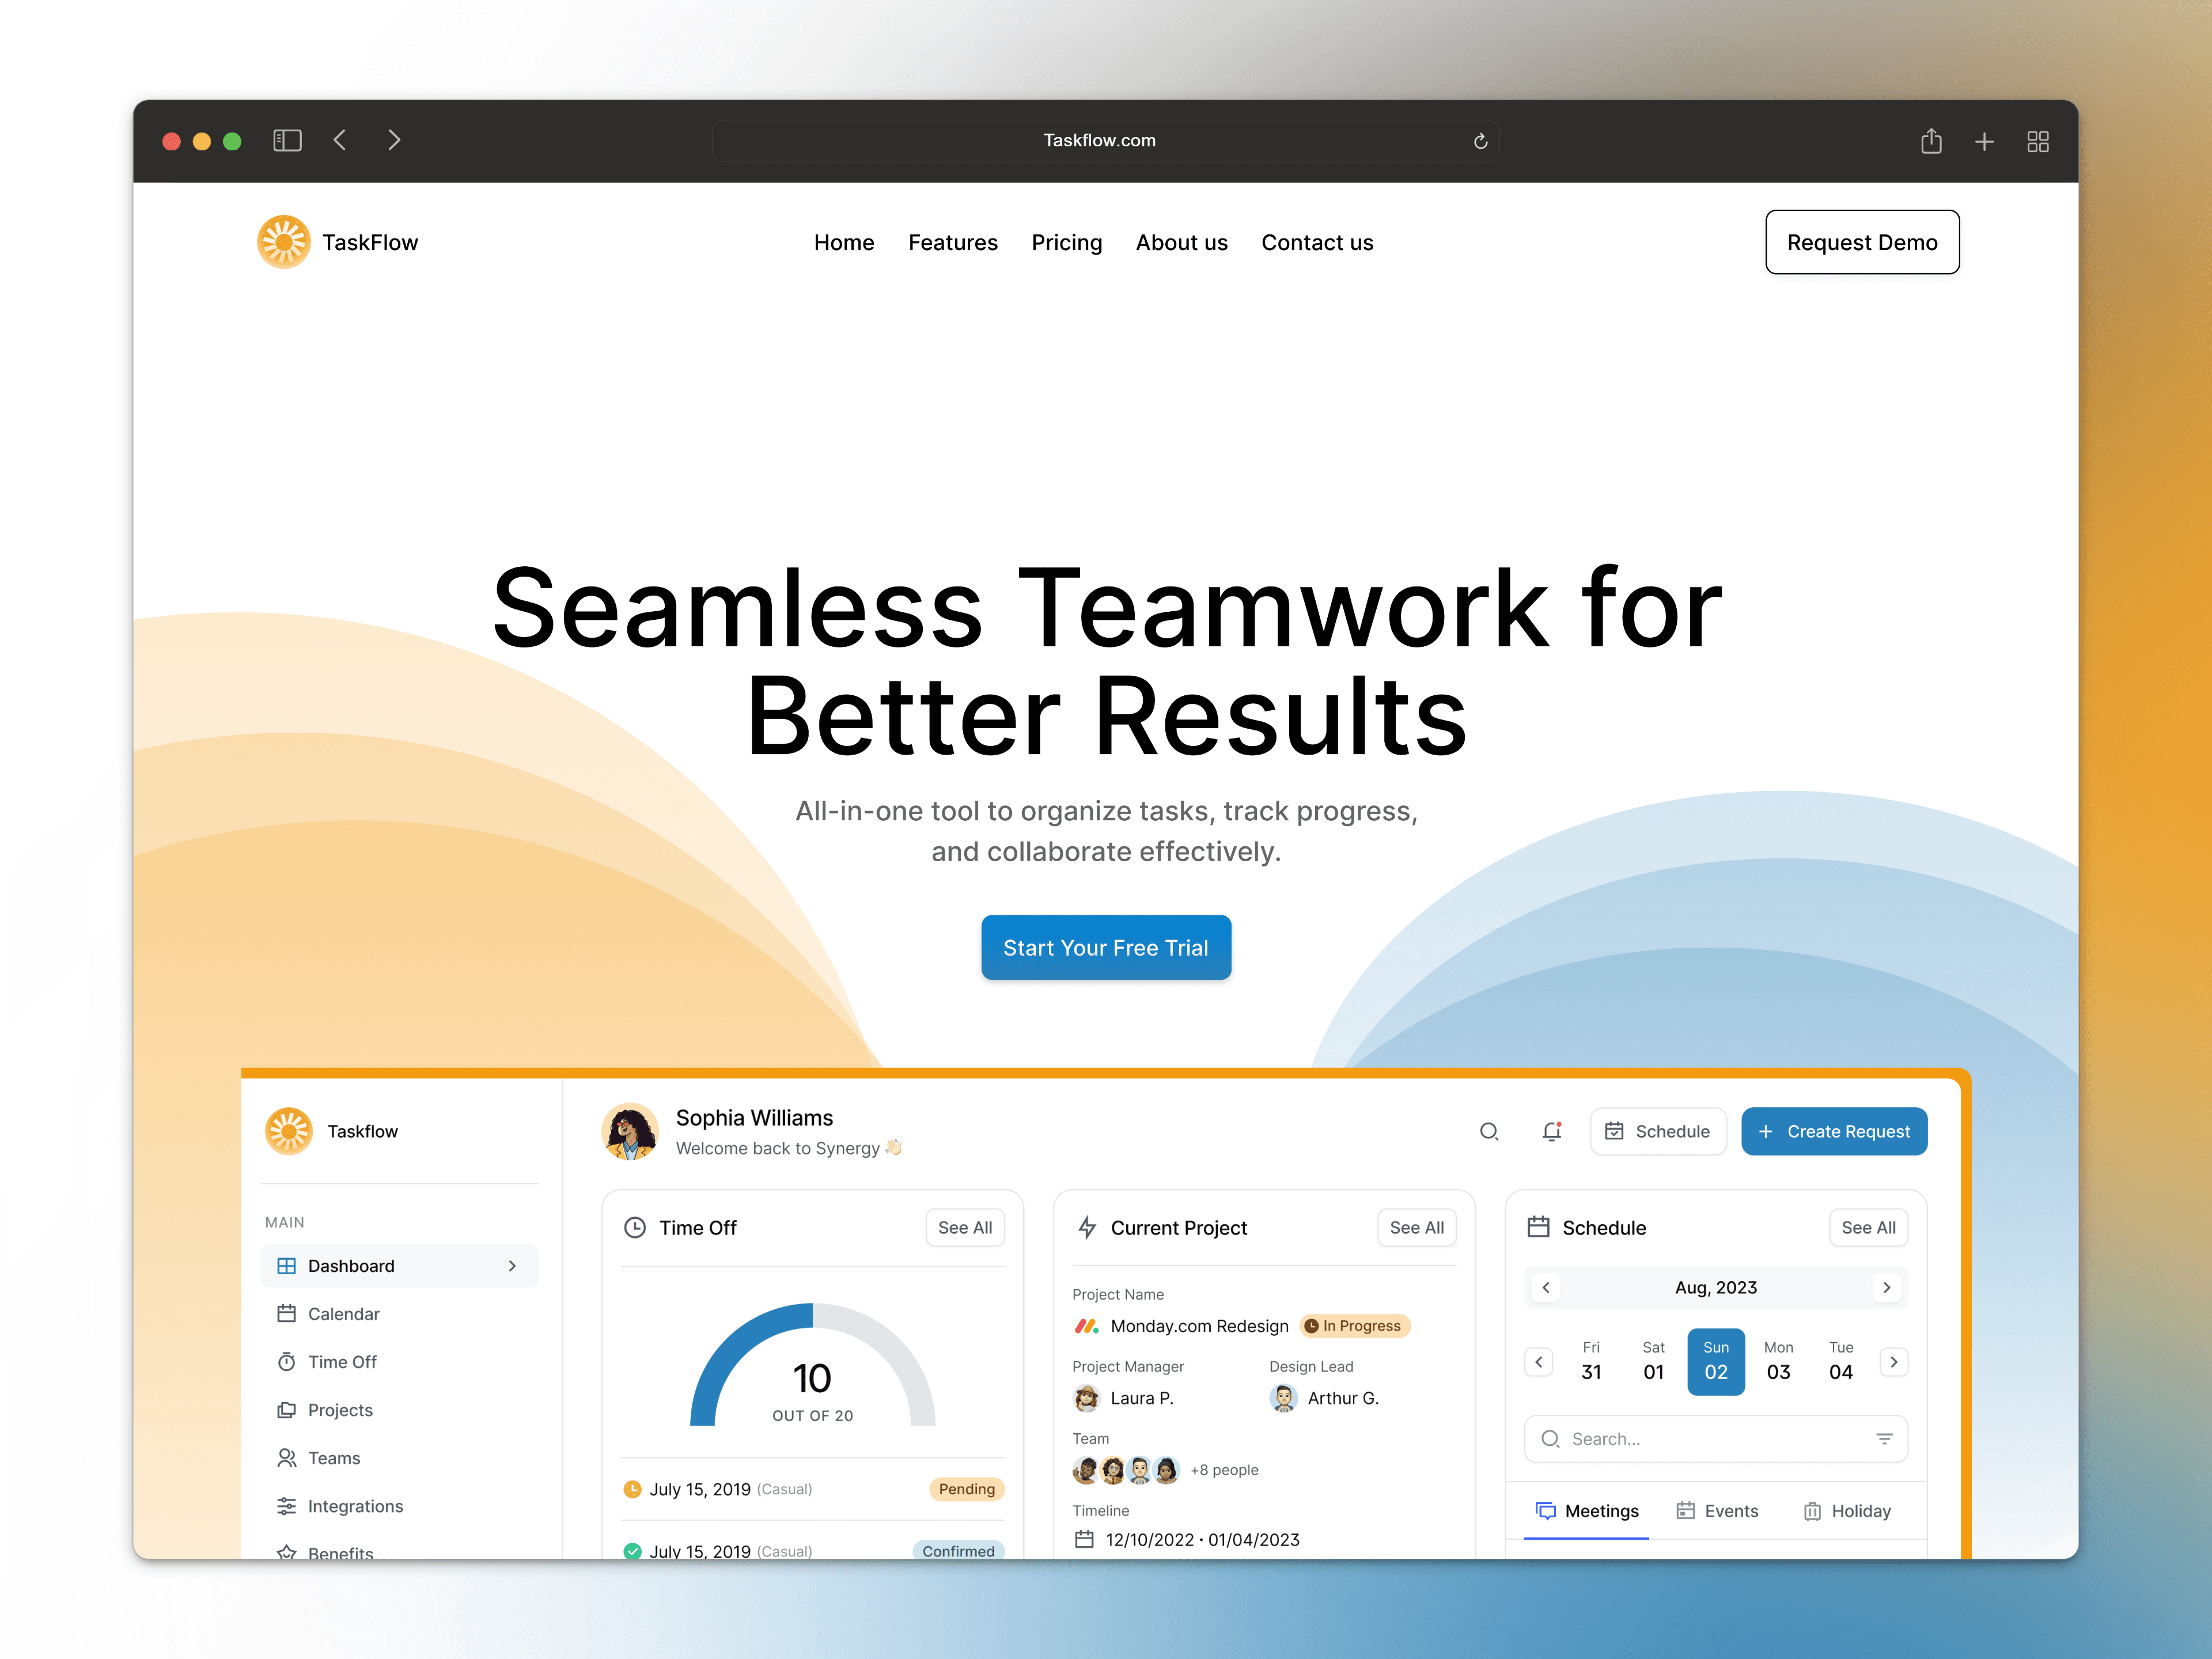 Taskflow.com
TaskFlow
Home Features Pricing About us Contact us
Request Demo
Seamless Teamwork for
Better Results
All-in-one tool to organize tasks, track progress,
and collaborate effectively.
Start Your Free Trial
Taskflow
MAIN
Dashboard
Calendar
Time Off
Projects
Teams
Integrations
Benefits
Sophia Williams
Welcome back to Synergy 👋🏻
Schedule
+ Create Request
Time Off
See All
10
OUT OF 20
July 15, 2019 (Casual) Pending
July 15, 2019 (Casual) Confirmed
Current Project
See All
Project Name
Monday.com Redesign In Progress
Project Manager Design Lead
Laura P. Arthur G.
Team
+8 people
Timeline
12/10/2022 • 01/04/2023
Schedule
See All
Aug, 2023
Fri Sat Sun Mon Tue
31 01 02 03 04
Search...
Meetings Events Holiday